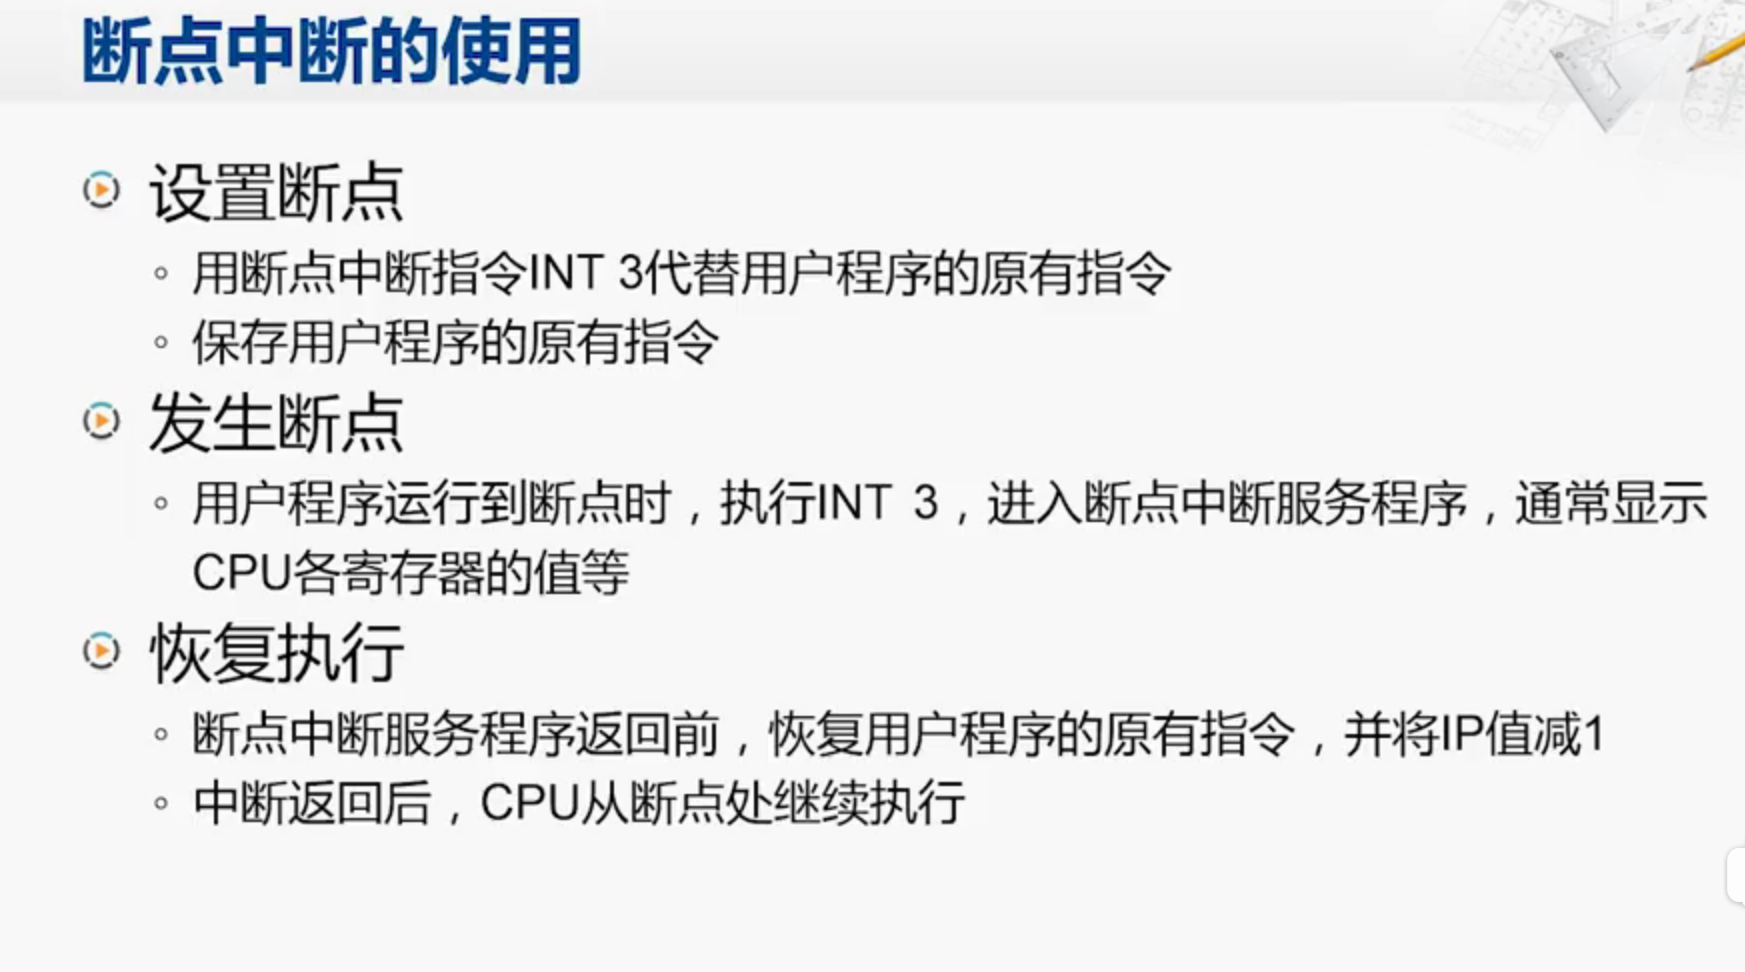 断点中断的使用
设置断点
用断点中断指令INT 3代替用户程序的原有指令
保存用户程序的原有指令
发生断点
用户程序运行到断点时，执行INT 3，进入断点中断服务程序，通常显示
CPU各寄存器的值等
恢复执行
断点中断服务程序返回前，恢复用户程序的原有指令，并将IP值减1
中断返回后，CPU从断点处继续执行